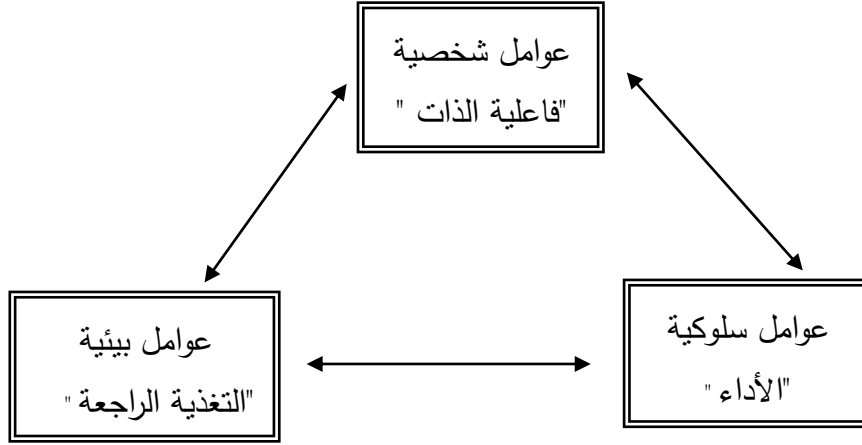 عوامل شخصية
"فاعلية الذات "
عوامل سلوكية
"الأداء "
عوامل بيئية
"التغذية الراجعة "